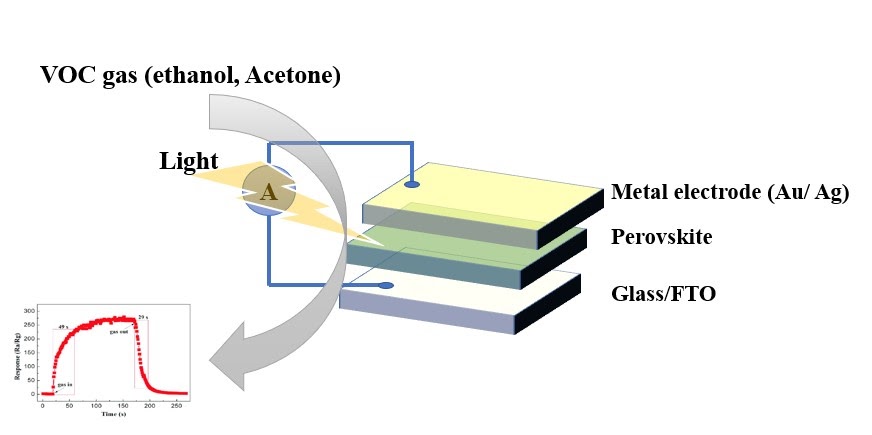 VOC gas (ethanol, Acetone)
Light
A
Metal electrode (Au/ Ag)
Perovskite
Glass/FTO
Response (Ra/Rg)
300
250
200
150
100
50
0
49 s
29 s
gas out
gas in
0 50 100 150 200 250
Time (s)